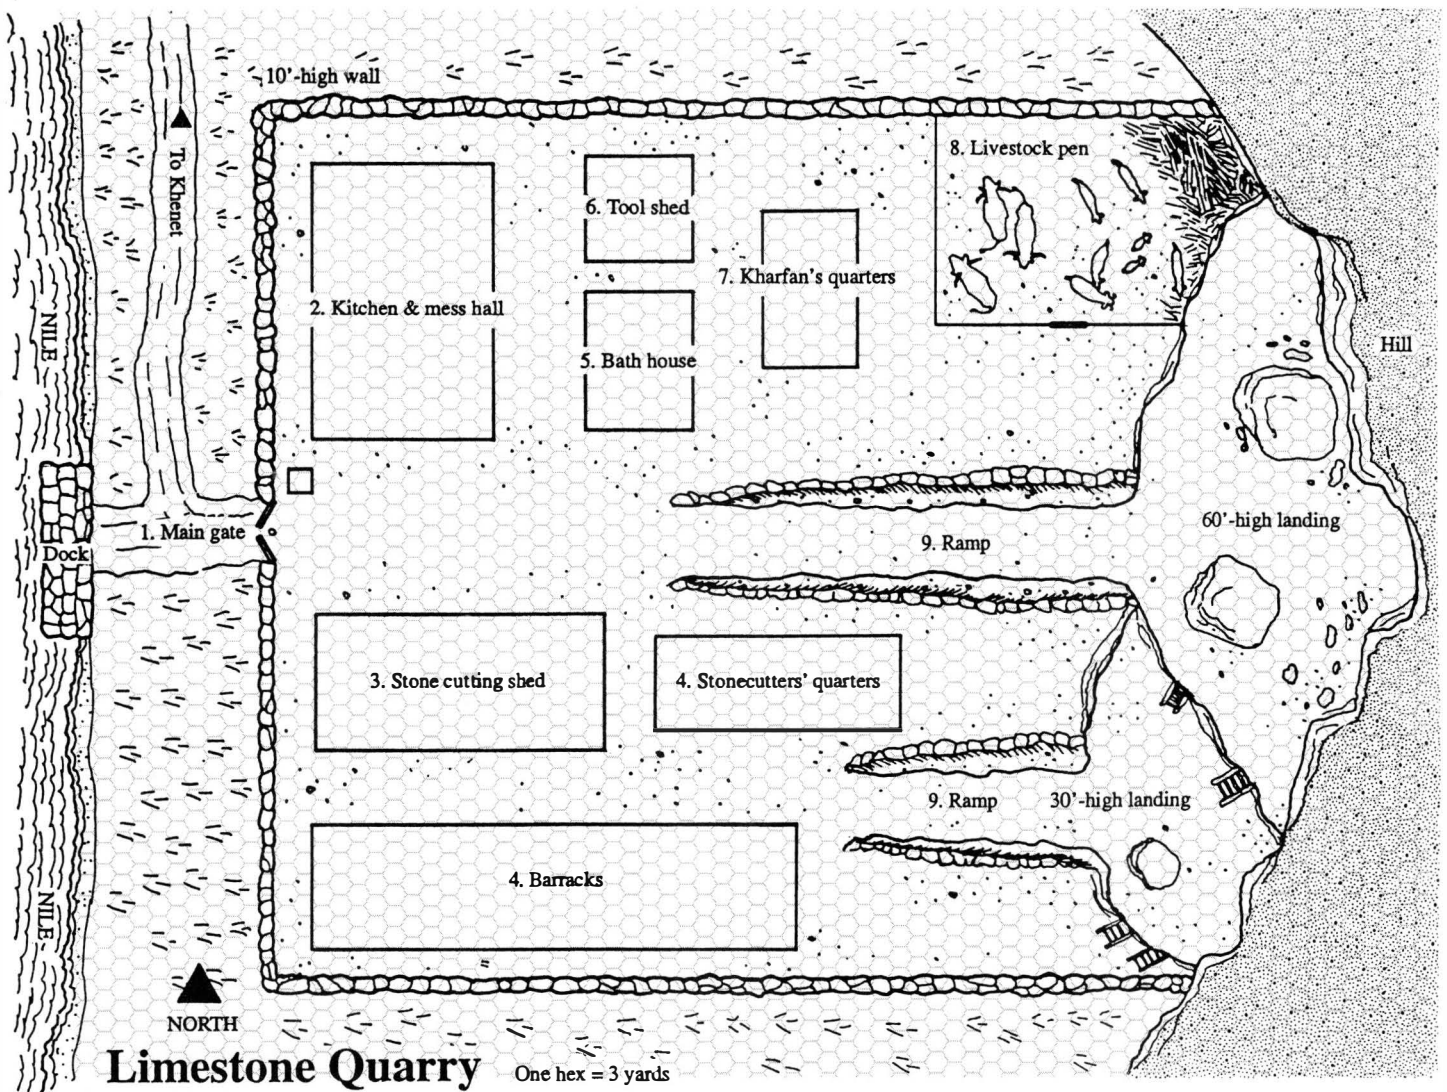 10'-high wall
To Khenet
8. Livestock pen
6. Tool shed
7. Kharfan's quarters
2. Kitchen & mess hall
NILE
5. Bath house
Hill
60'-high landing
1. Main gate
9. Ramp
Dock
3. Stone cutting shed
4. Stonecutters' quarters
9. Ramp
30'-high landing
4. Barracks
NILE
NORTH
Limestone Quarry
One hex = 3 yards